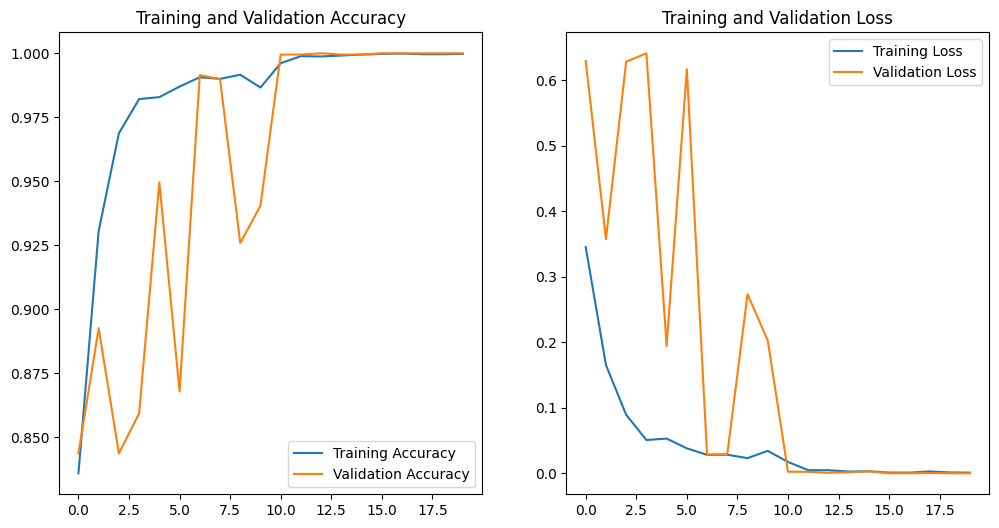 Training and Validation Accuracy
1.000
0.975
0.950
0.925
0.900
0.875
0.850
0.0 2.5 5.0 7.5 10.0 12.5 15.0 17.5
Training Accuracy
Validation Accuracy
Training and Validation Loss
0.6
0.5
0.4
0.3
0.2
0.1
0.0
0.0 2.5 5.0 7.5 10.0 12.5 15.0 17.5
Training Loss
Validation Loss